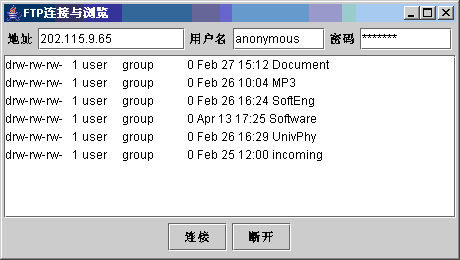 FTP连接与浏览
地址 202.115.9.65 用户名 anonymous 密码 *******
drw-rw-rw- 1 user group 0 Feb 27 15:12 Document
drw-rw-rw- 1 user group 0 Feb 26 10:04 MP3
drw-rw-rw- 1 user group 0 Feb 26 16:24 SoftEng
drw-rw-rw- 1 user group 0 Apr 13 17:25 Software
drw-rw-rw- 1 user group 0 Feb 26 16:29 UnivPhy
drw-rw-rw- 1 user group 0 Feb 25 12:00 incoming
连接 断开